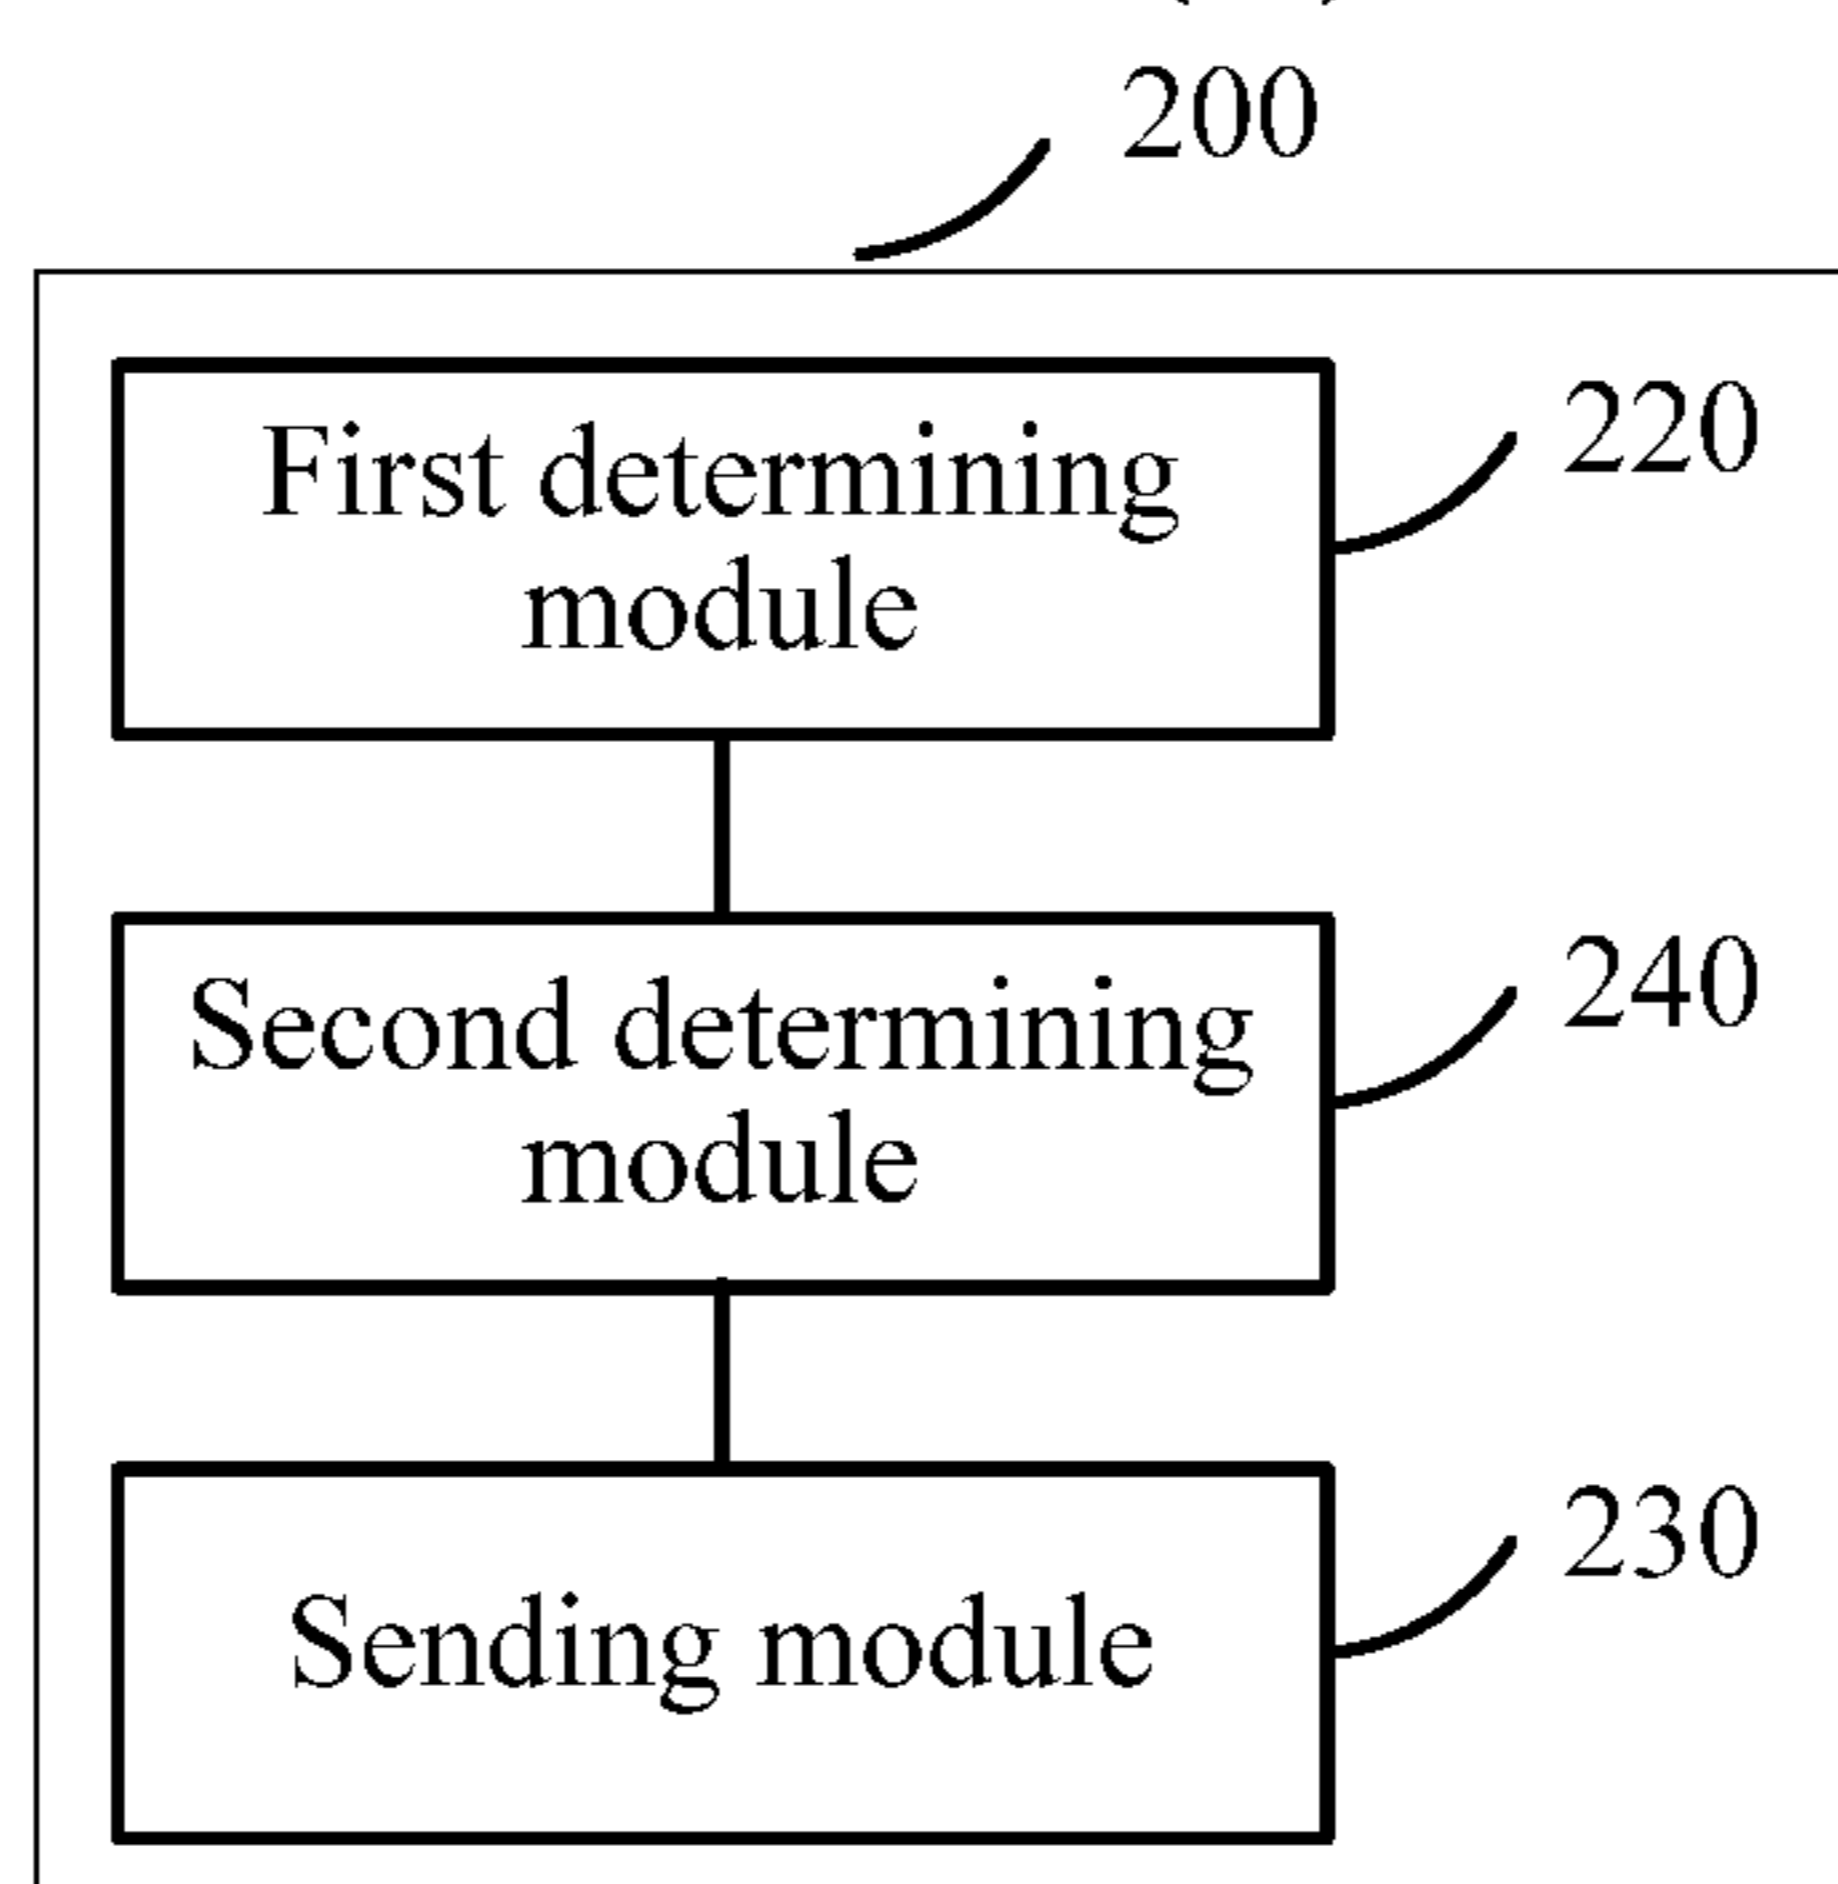 200
First determining
module
220
Second determining
module
240
Sending module
230